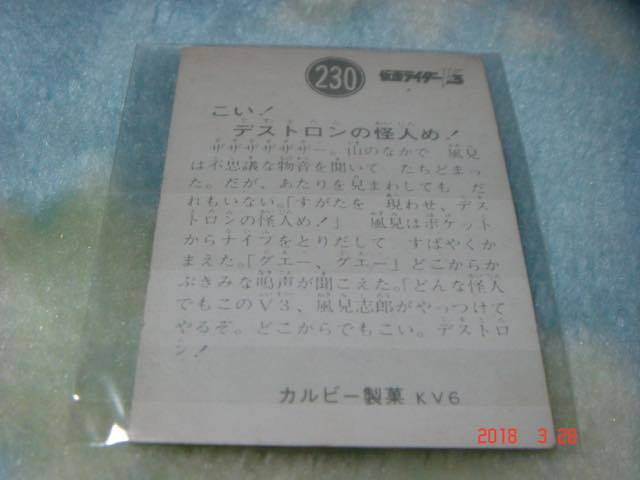 230
仮面ライダーV3
こい!
デストロンの怪人め!
ザザザザザザー。山のなかで 風見
は不思議な物音を聞いて たちどまっ
た。だが、あたりを見まわしても だ
れもいない。「すがたを 現わせ、デス
トロンの怪人め!」 風見はポケット
からナイフをとりだして すばやくか
まえた。「グエー、グエー」どこからか
ぶきみな鳴声が聞こえた。「どんな怪人
でもこのV3、風見志郎がやっつけて
やるぞ。どこからでもこい。デストロ
ン!
カルビー製菓 KV6
2018 3 28